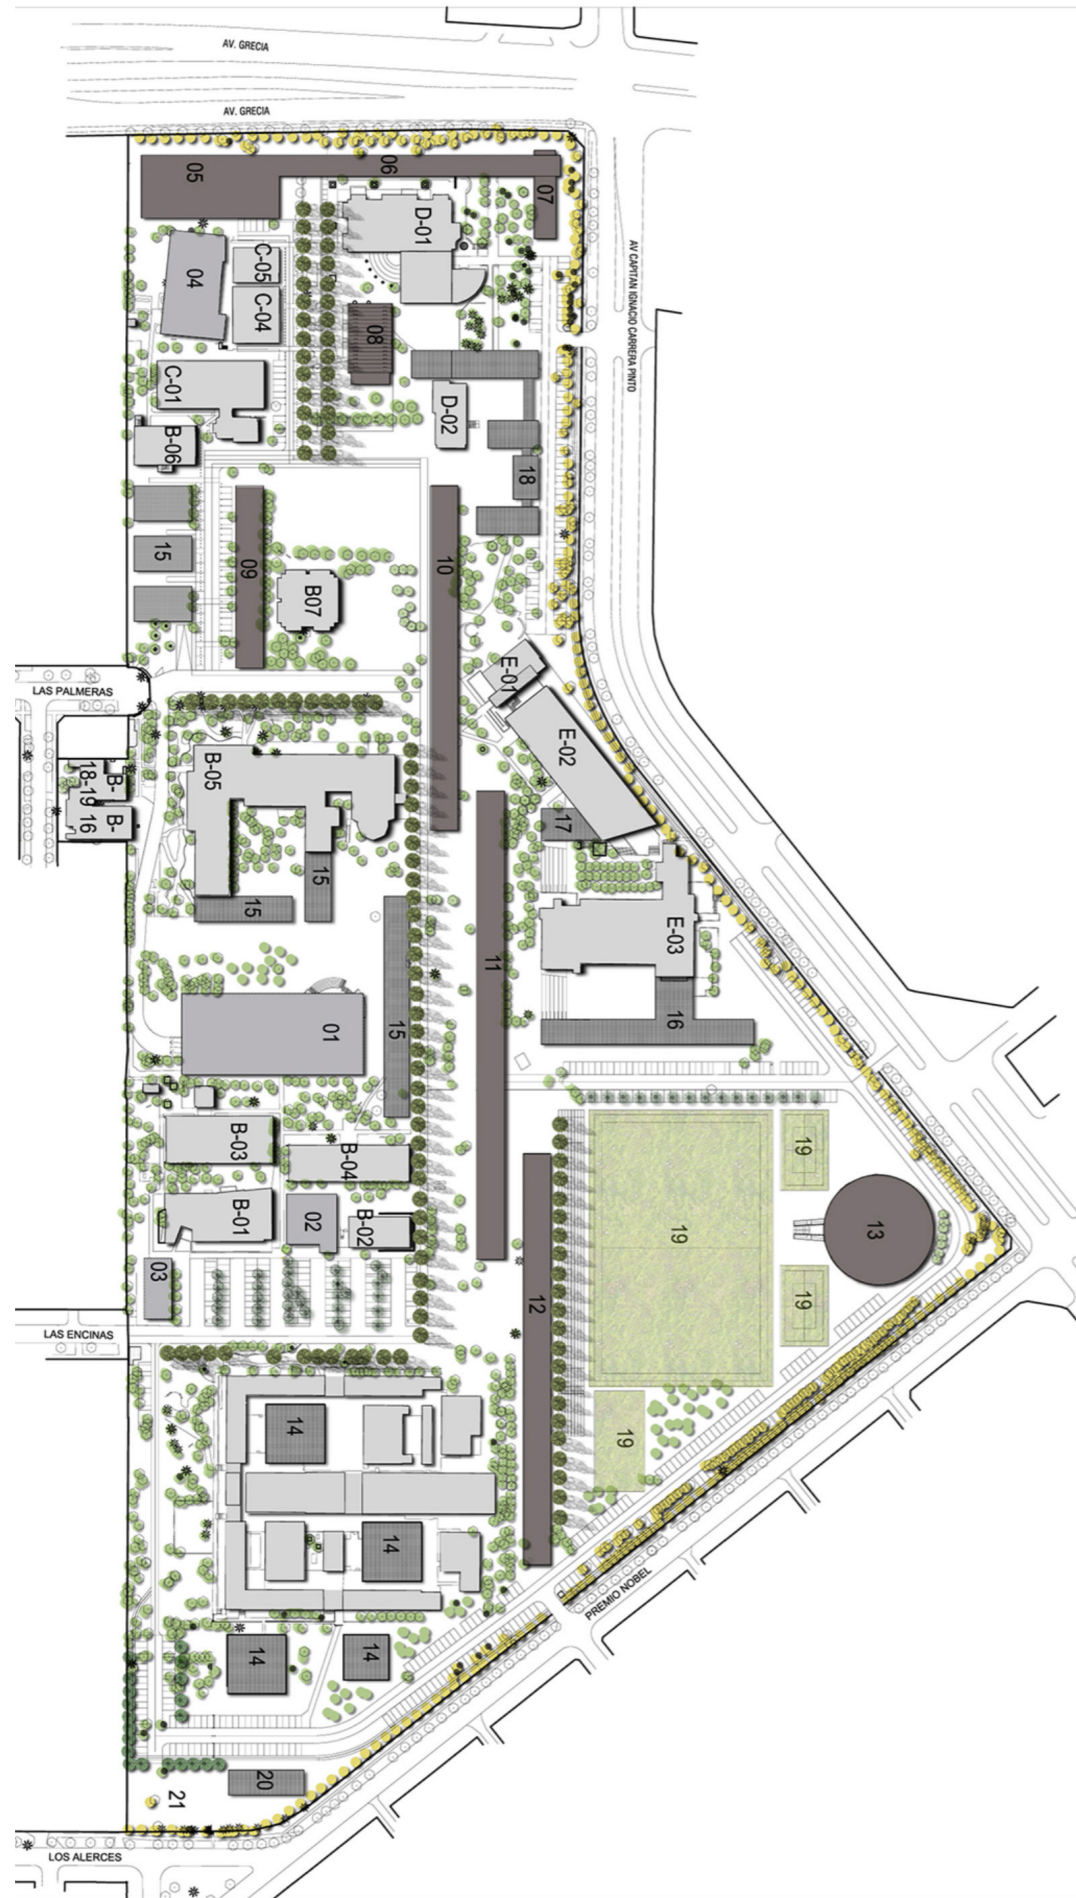 AV. GRECIA
AV. GRECIA
05
06
07
D-01
04
C-05
C-04
08
AV CAPITAN IGNACIO CARRERA PINTO
C-01
D-02
B-06
18
15
09
10
B07
E-01
LAS PALMERAS
E-02
B-05
18-19
B-
16
B-
17
15
15
E-03
11
01
15
16
B-03
B-04
19
B-01
02
B-02
19
13
03
12
19
LAS ENCINAS
14
19
14
PREMIO NOBEL
14
14
20
21
LOS ALERCES